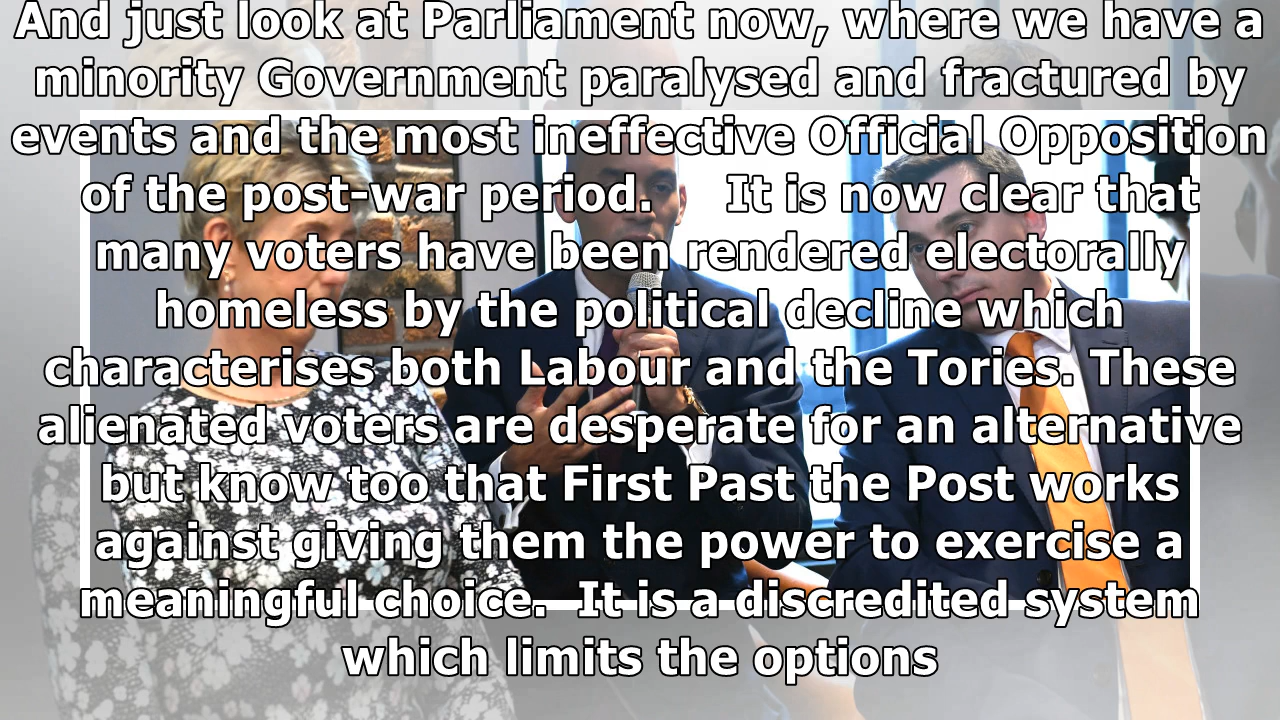 And just look at Parliament now, where we have a
minority Government paralysed and fractured by
events and the most ineffective Official Opposition
of the post-war period. It is now clear that
many voters have been rendered electorally
homeless by the political decline which
characterises both Labour and the Tories. These
alienated voters are desperate for an alternative
but know too that First Past the Post works
against giving them the power to exercise a
meaningful choice. It is a discredited system
which limits the options